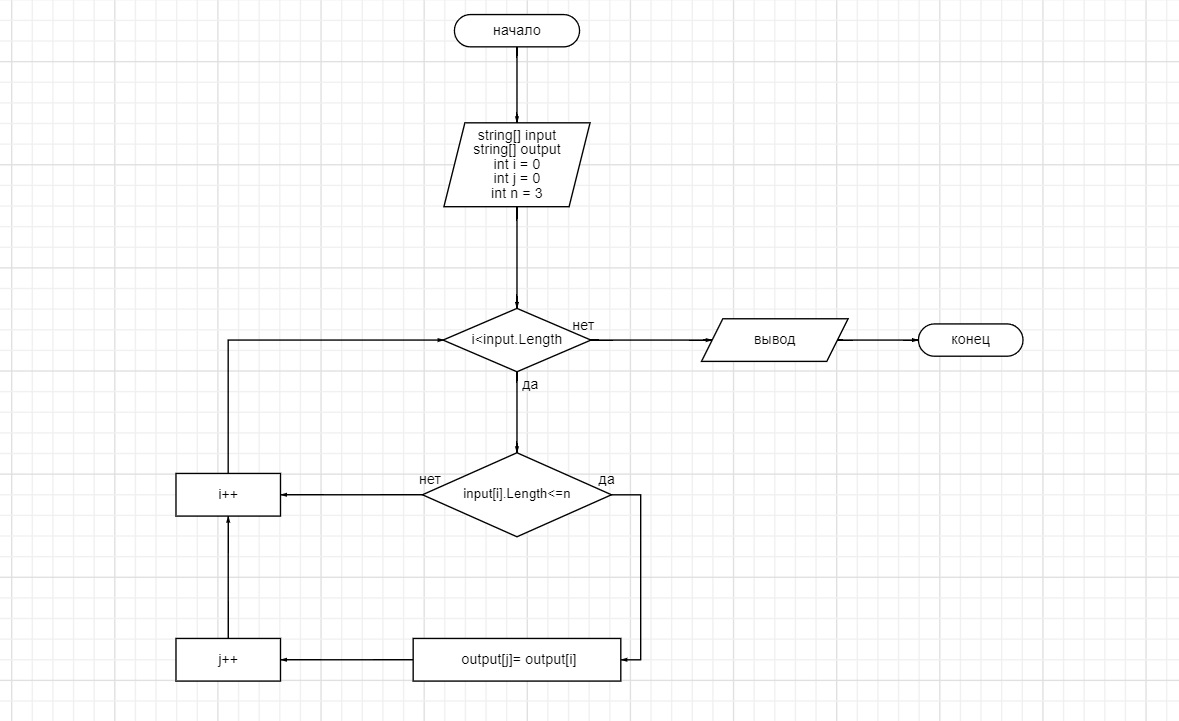 начало
string[] input
string[] output
int i = 0
int j = 0
int n = 3
i<input.Length
нет
вывод
конец
да
input[i].Length<=n
нет
да
i++
output[j]= output[i]
j++